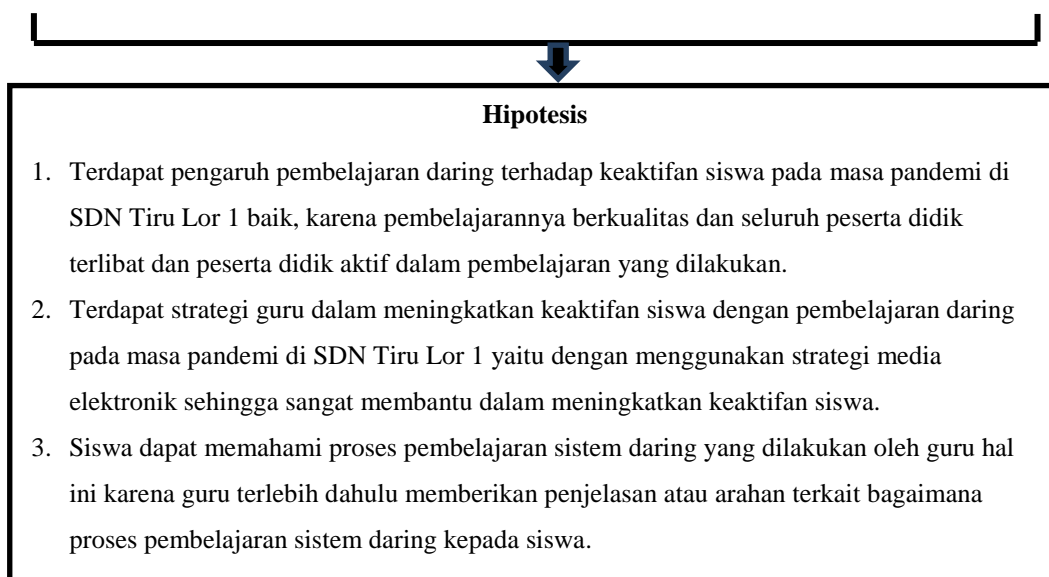 Hipotesis
1. Terdapat pengaruh pembelajaran daring terhadap keaktifan siswa pada masa pandemi di
SDN Tiru Lor 1 baik, karena pembelajarannya berkualitas dan seluruh peserta didik
terlibat dan peserta didik aktif dalam pembelajaran yang dilakukan.
2. Terdapat strategi guru dalam meningkatkan keaktifan siswa dengan pembelajaran daring
pada masa pandemi di SDN Tiru Lor 1 yaitu dengan menggunakan strategi media
elektronik sehingga sangat membantu dalam meningkatkan keaktifan siswa.
3. Siswa dapat memahami proses pembelajaran sistem daring yang dilakukan oleh guru hal
ini karena guru terlebih dahulu memberikan penjelasan atau arahan terkait bagaimana
proses pembelajaran sistem daring kepada siswa.